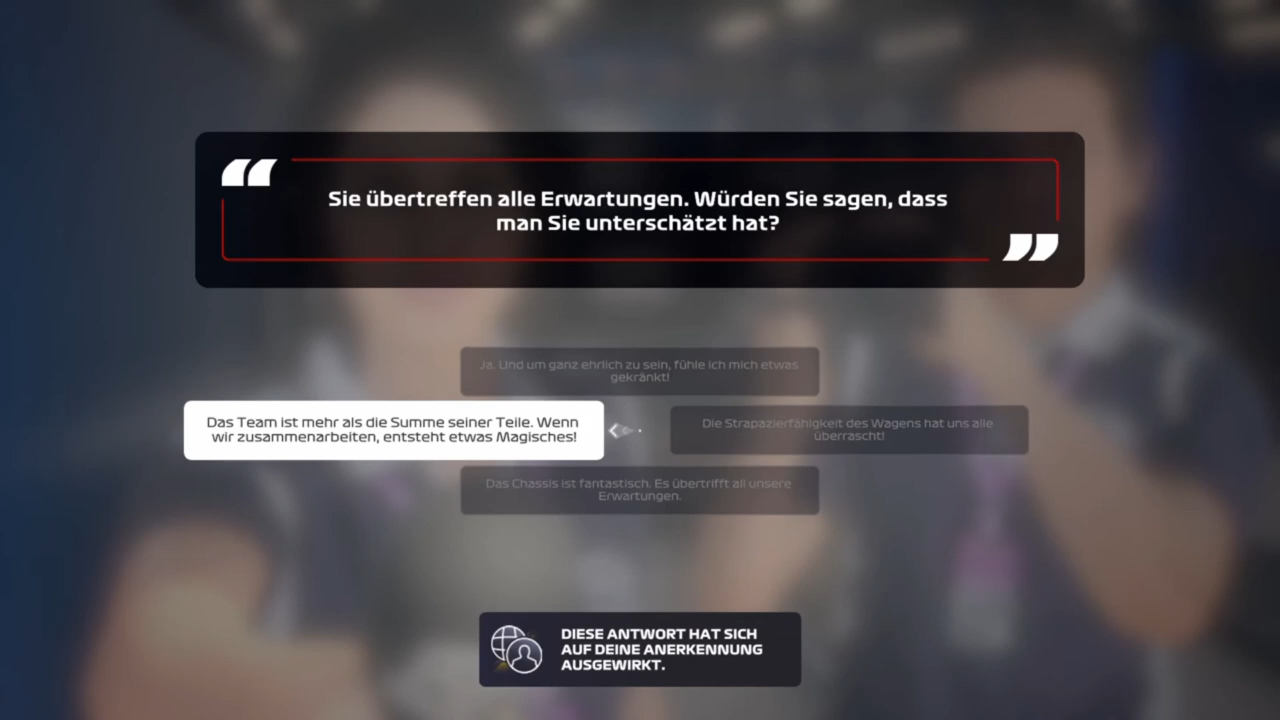 Sie übertreffen alle Erwartungen. Würden Sie sagen, dass
man Sie unterschätzt hat?
Ja. Und um ganz ehrlich zu sein, fühle ich mich etwas
gekränkt!
Das Team ist mehr als die Summe seiner Teile. Wenn
wir zusammenarbeiten, entsteht etwas Magisches!
Die Strapazierfähigkeit des Wagens hat uns alle
überrascht!
Das Chassis ist fantastisch. Es übertrifft all unsere
Erwartungen.
DIESE ANTWORT HAT SICH
AUF DEINE ANERKENNUNG
AUSGEWIRKT.